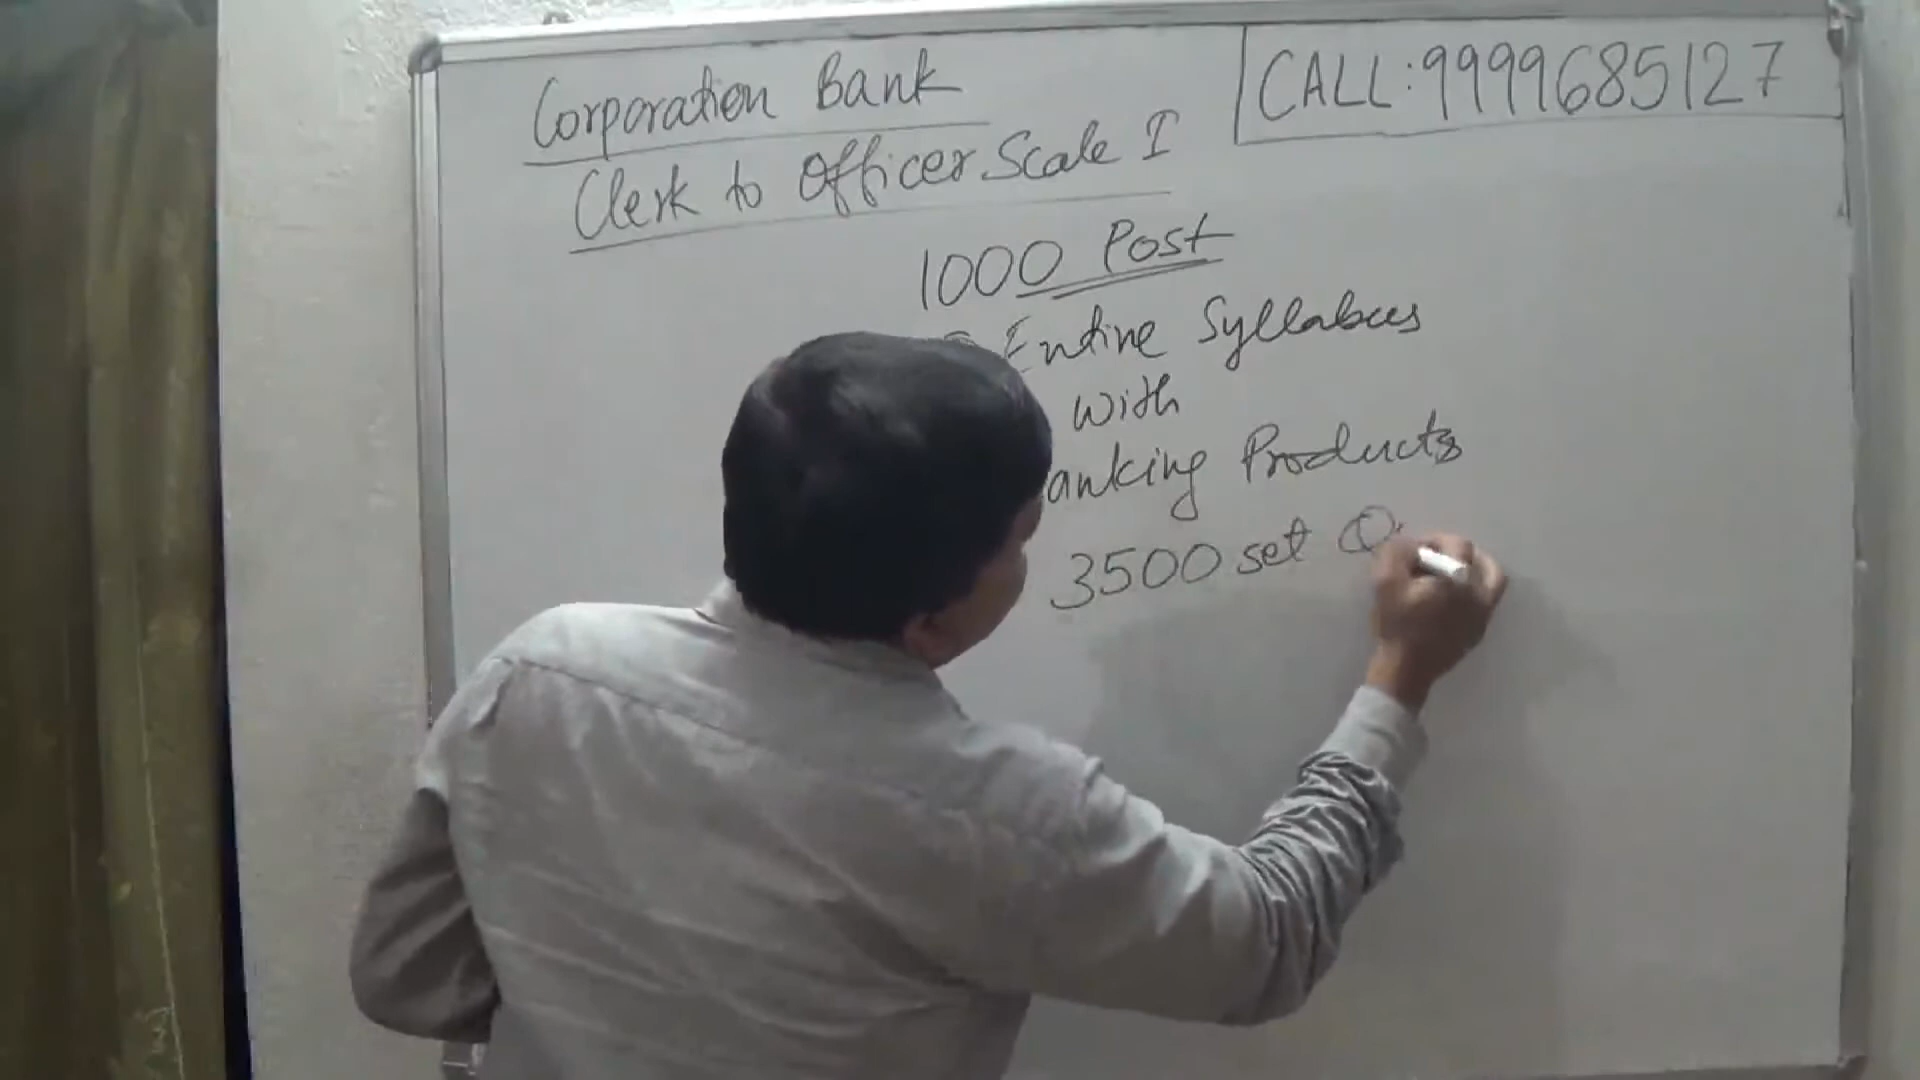 Corporation Bank
CALL:9999685127
Clerk to Officer Scale I
1000 Post
Entire Syllabus
With
anking Products
3500 set Q